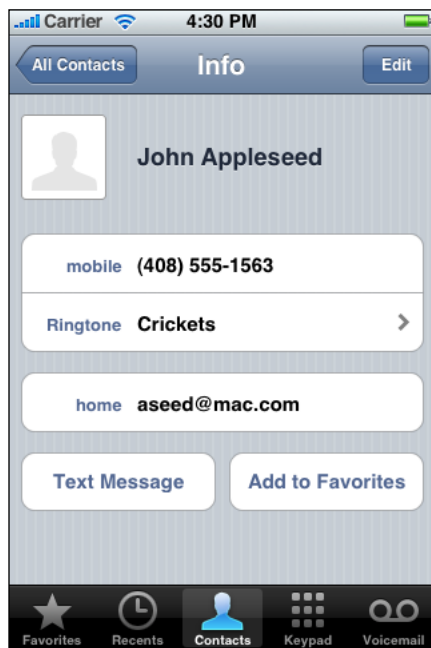 Carrier 4:30 PM
All Contacts Info Edit
John Appleseed
mobile (408) 555-1563
Ringtone Crickets
home aseed@mac.com
Text Message Add to Favorites
Favorites Recents Contacts Keypad Voicemail